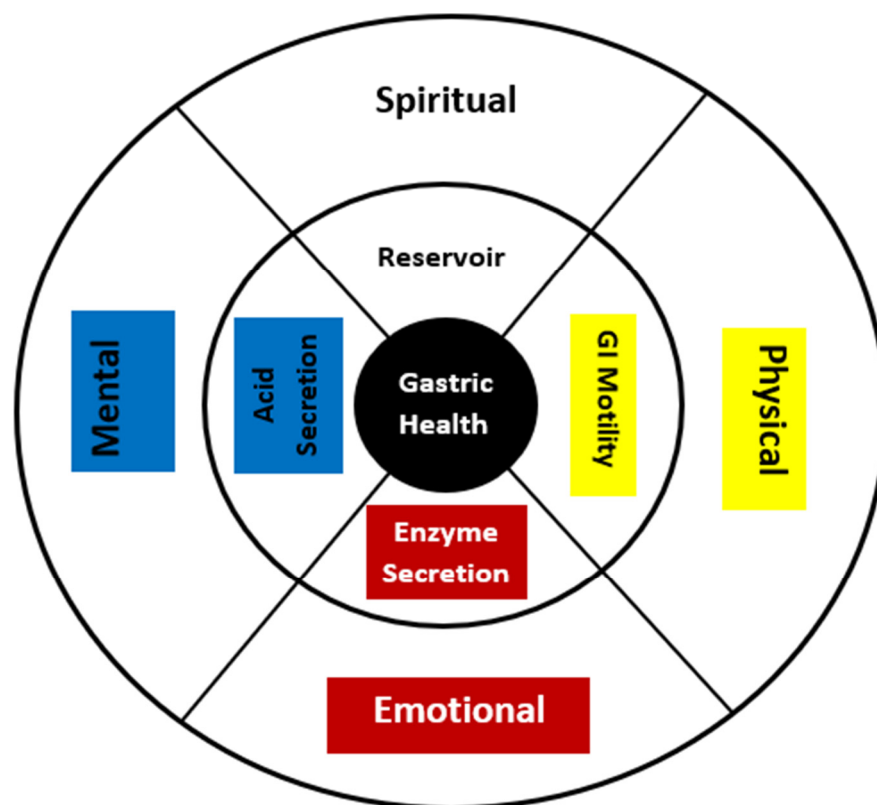 Spiritual
Reservoir
Mental
Acid
Secretion
Gastric
Health
GI Motility
Physical
Enzyme
Secretion
Emotional